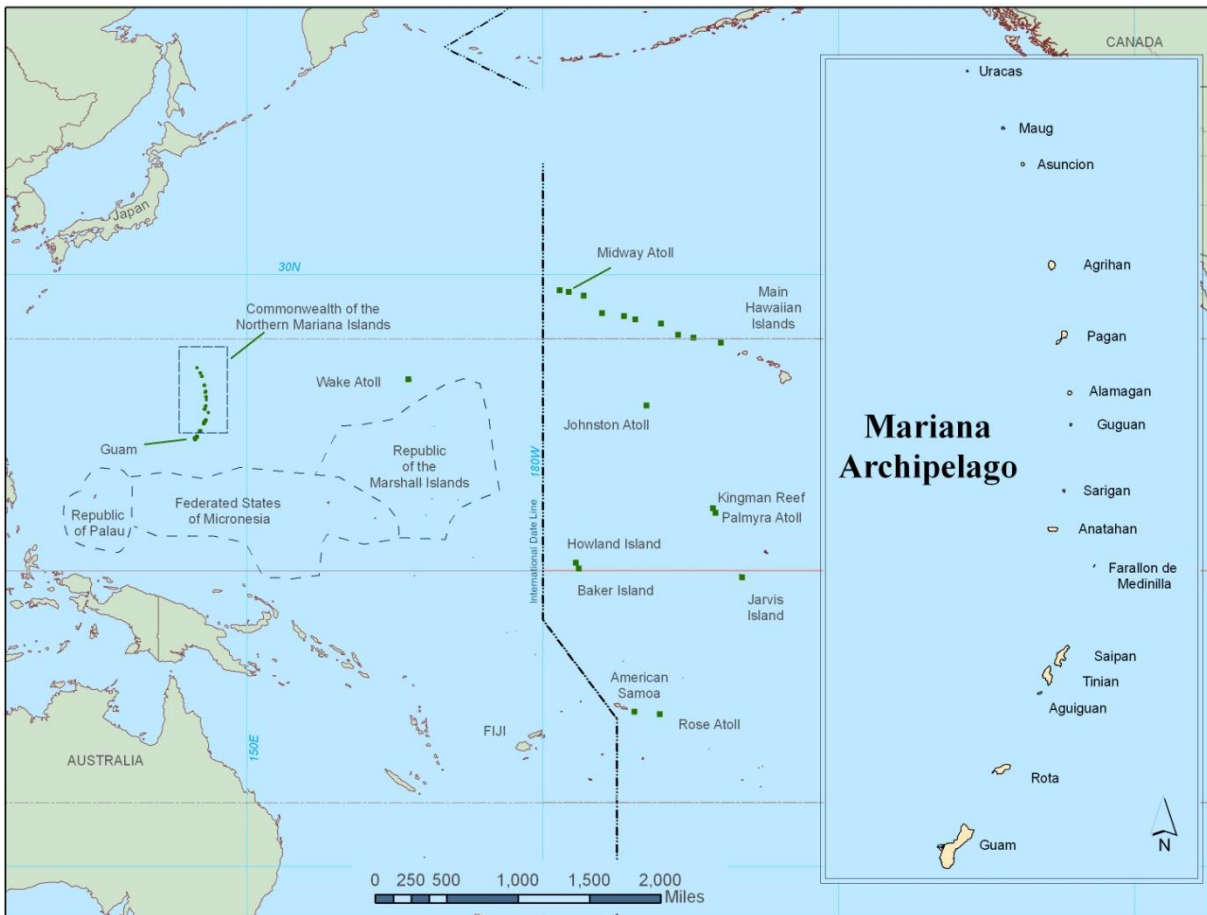 CANADA
Uracas
Maug
Asuncion
Japan
Midway Atoll
30N
Agrihan
Main
Hawaiian
Islands
Commonwealth of the
Northern Mariana Islands
Pagan
Wake Atoll
Alamagan
Johnston Atoll
Guguan
Mariana
Archipelago
Guam
180W
Republic
of the
Marshall Islands
Sarigan
Kingman Reef
Palmyra Atoll
Federated States
of Micronesia
Republic
of Palau
Anatahan
Howland Island
International Date Line
Farallon de
Medinilla
Baker Island
Jarvis
Island
Saipan
Tinian
Aguiguan
American
Samoa
Rose Atoll
FIJI
150E
AUSTRALIA
Rota
Guam
N
0 250 500 1,000 1,500 2,000
Miles